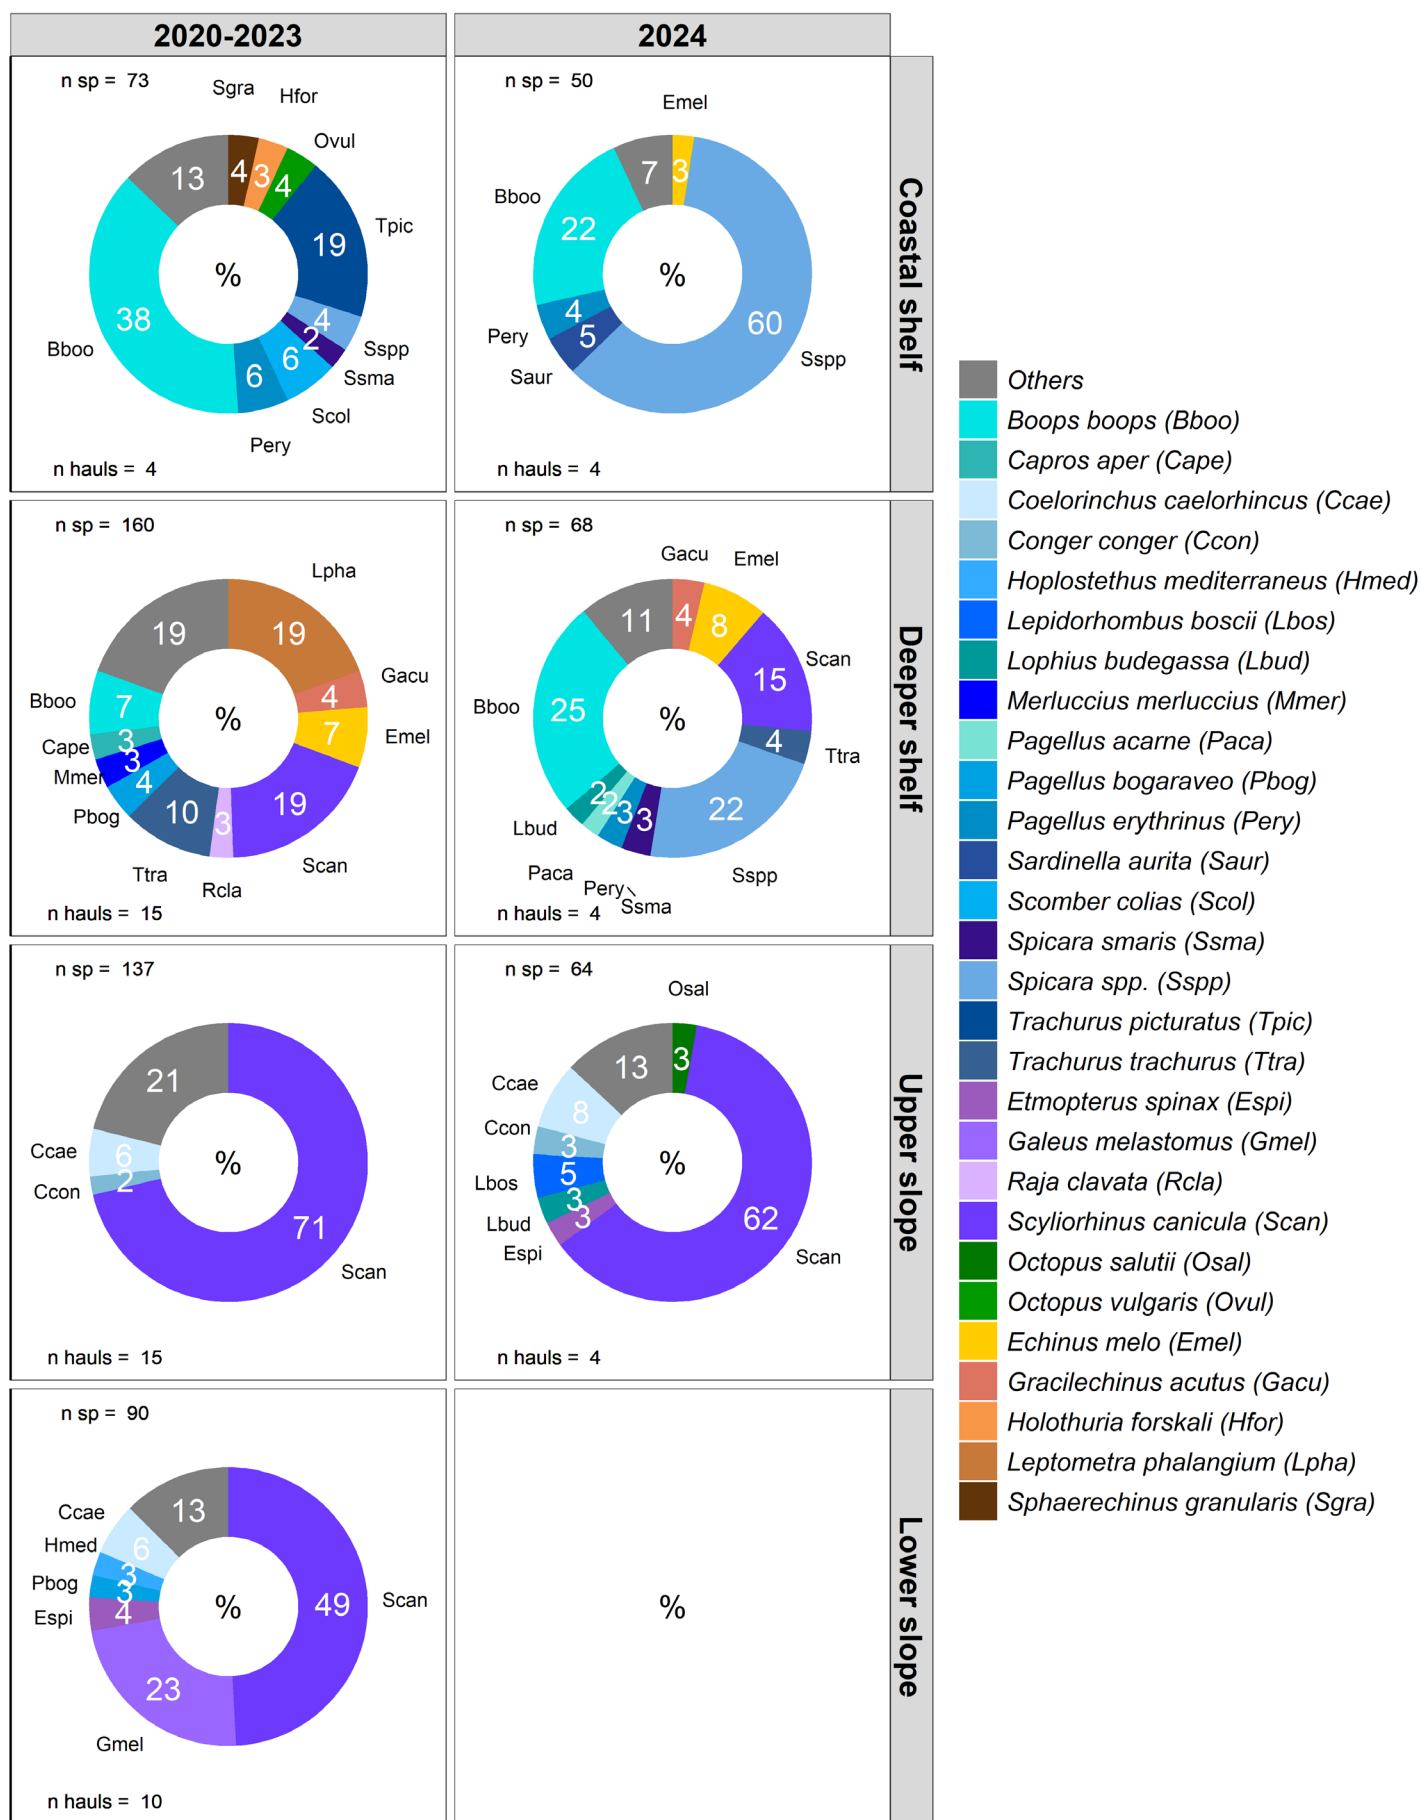 2020-2023
2024
n sp = 73
Sgra
Hfor
Ovul
Tpic
Sspp
Ssma
Scol
Pery
Bboo
13
4
3
4
19
4
2
6
6
38
%
n hauls = 4
n sp = 50
Emel
Bboo
Pery
Saur
Sspp
7
3
22
4
5
60
%
n hauls = 4
Coastal shelf
n sp = 160
Lpha
Gacu
Emel
Scan
Rcla
Ttra
Pbog
Mmer
Cape
Bboo
19
19
4
7
19
3
10
4
3
3
7
%
n hauls = 15
n sp = 68
Gacu
Emel
Scan
Ttra
Sspp
Ssma
Pery
Paca
Lbud
Bboo
11
4
8
15
4
22
3
3
2
2
25
%
n hauls = 4
Deeper shelf
n sp = 137
Ccae
Ccon
Scan
21
6
2
71
%
n hauls = 15
n sp = 64
Osal
Ccae
Ccon
Lbos
Lbud
Espi
Scan
13
3
8
3
5
3
3
62
%
n hauls = 4
Upper slope
n sp = 90
Ccae
Hmed
Pbog
Espi
Gmel
Scan
13
6
3
3
4
23
49
%
n hauls = 10
%
Lower slope
Others
Boops boops (Bboo)
Capros aper (Cape)
Coelorinchus caelorhincus (Ccae)
Conger conger (Ccon)
Hoplostethus mediterraneus (Hmed)
Lepidorhombus boscii (Lbos)
Lophius budegassa (Lbud)
Merluccius merluccius (Mmer)
Pagellus acarne (Paca)
Pagellus bogaraveo (Pbog)
Pagellus erythrinus (Pery)
Sardinella aurita (Saur)
Scomber colias (Scol)
Spicara smaris (Ssma)
Spicara spp. (Sspp)
Trachurus picturatus (Tpic)
Trachurus trachurus (Ttra)
Etmopterus spinax (Espi)
Galeus melastomus (Gmel)
Raja clavata (Rcla)
Scyliorhinus canicula (Scan)
Octopus salutii (Osal)
Octopus vulgaris (Ovul)
Echinus melo (Emel)
Gracilechinus acutus (Gacu)
Holothuria forskali (Hfor)
Leptometra phalangium (Lpha)
Sphaerechinus granularis (Sgra)